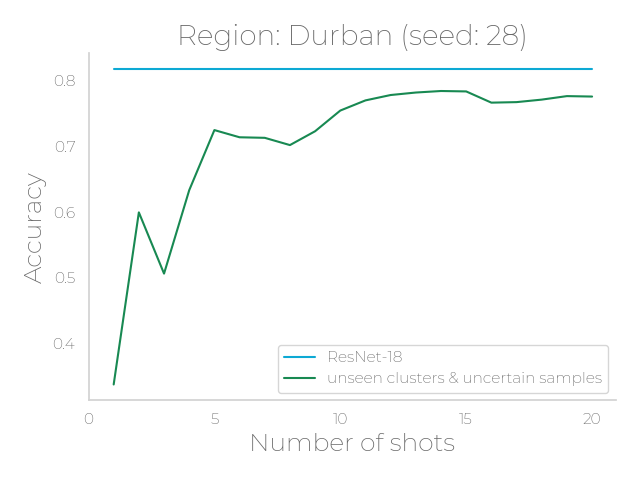 Region: Durban (seed: 28)
Accuracy
0.8
0.7
0.6
0.5
0.4
ResNet-18
unseen clusters & uncertain samples
0 5 10 15 20
Number of shots